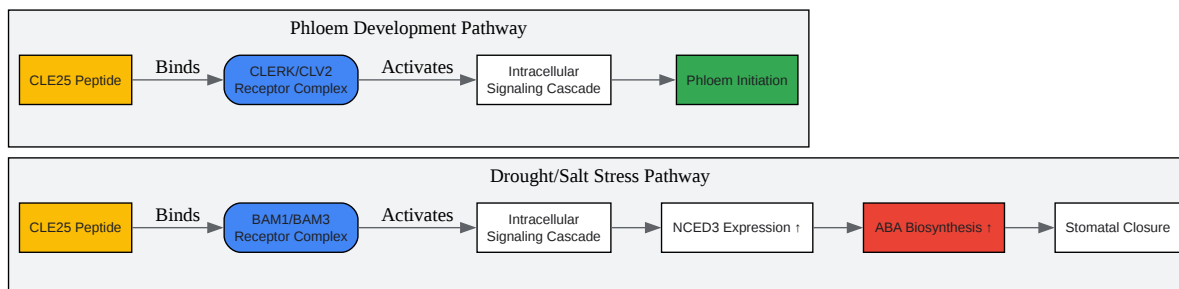 Phloem Development Pathway
CLE25 Peptide
Binds
CLERK/CLV2
Receptor Complex
Activates
Intracellular
Signaling Cascade
Phloem Initiation
Drought/Salt Stress Pathway
CLE25 Peptide
Binds
BAM1/BAM3
Receptor Complex
Activates
Intracellular
Signaling Cascade
NCED3 Expression ↑
ABA Biosynthesis ↑
Stomatal Closure